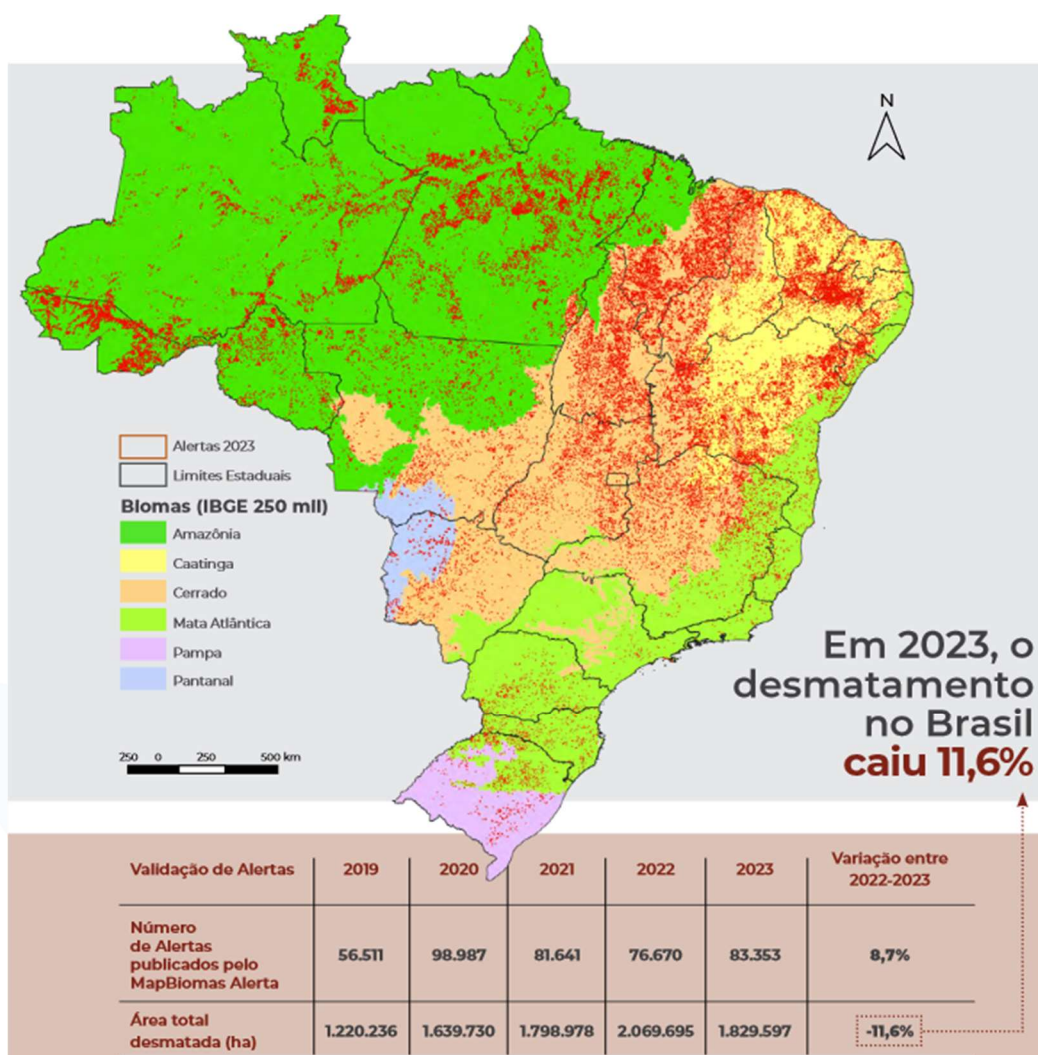 N
Alertas 2023
Limites Estaduais
Biomas (IBGE 250 mil)
Amazônia
Caatinga
Cerrado
Mata Atlântica
Pampa
Pantanal
250 0 250 500 km
Em 2023, o
desmatamento
no Brasil
caiu 11,6%
Validação de Alertas 2019 2020 2021 2022 2023 Variação entre
2022-2023
Número
de Alertas
publicados pelo
MapBiomas Alerta
56.511 98.987 81.641 76.670 83.353 8,7%
Área total
desmatada (ha)
1.220.236 1.639.730 1.798.978 2.069.695 1.829.597 -11,6%